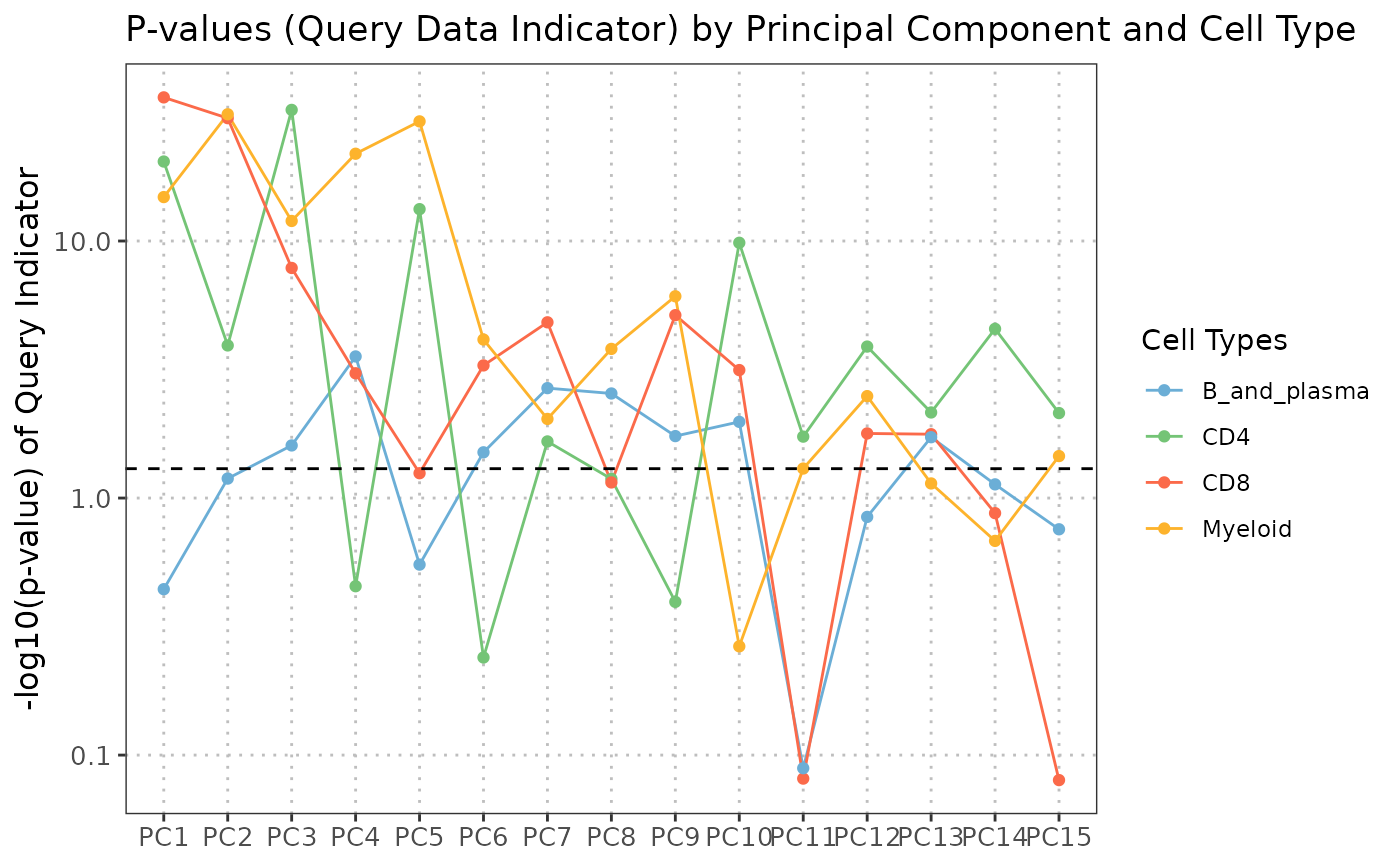 P-values (Query Data Indicator) by Principal Component and Cell Type
-log10(p-value) of Query Indicator
10.0
1.0
0.1
PC1 PC2 PC3 PC4 PC5 PC6 PC7 PC8 PC9 PC10 PC11 PC12 PC13 PC14 PC15
Cell Types
B_and_plasma
CD4
CD8
Myeloid